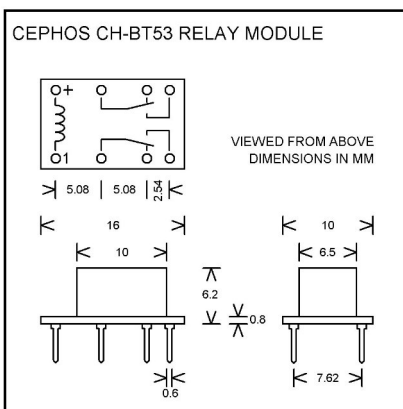 CEPHOS CH-BT53 RELAY MODULE
+
1
VIEWED FROM ABOVE
DIMENSIONS IN MM
5.08 5.08 2.54
16 10
10 6.5
6.2
0.8
0.6
7.62